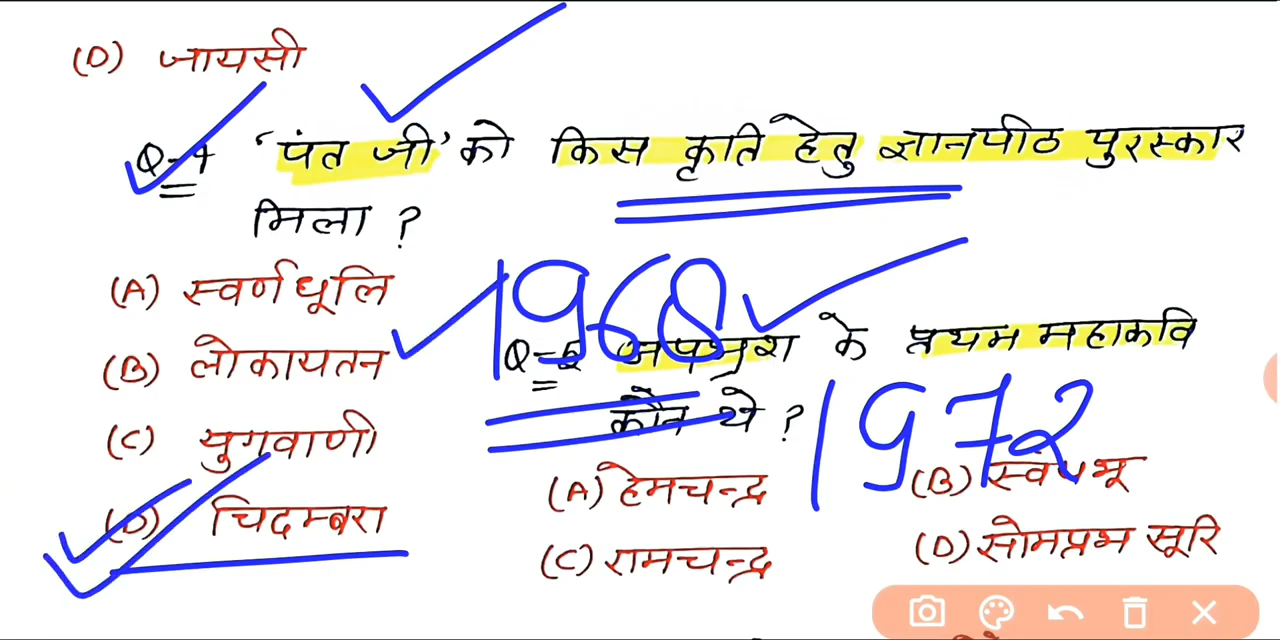 (D) जायसी
Q-4 'पंत जी' को किस कृति हेतु ज्ञानपीठ पुरस्कार
मिला ?
(A) स्वर्णधूलि
(B) लोकायतन
(C) युगवाणी
(D) चिदम्बरा
1968
Q-5 अपभ्रंश के प्रथम महाकवि
कौन थे ?
1972
(A) हेमचन्द्र (B) स्वयंभू
(C) रामचन्द्र (D) सोमप्रभ सूरि